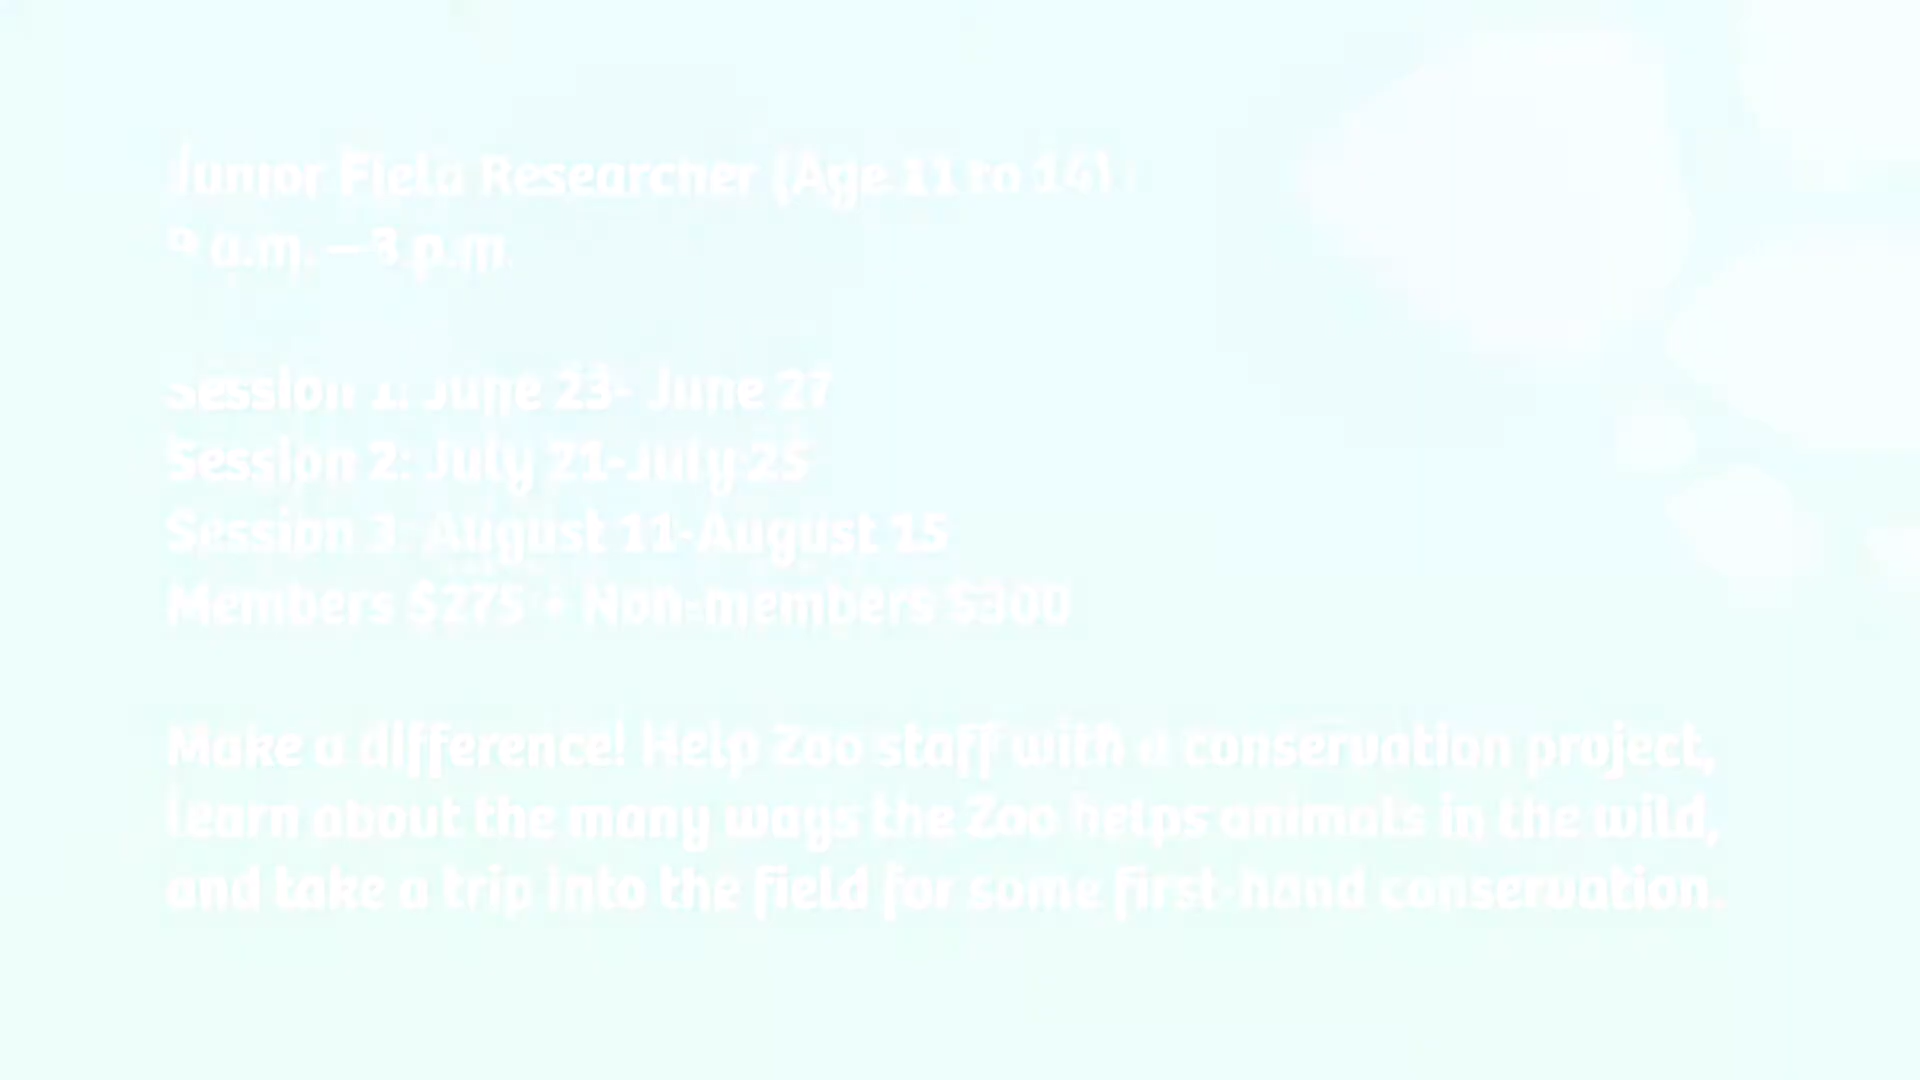 Junior Field Researcher (Age 11 to 14)
9 a.m. – 3 p.m.
Session 1: June 23- June 27
Session 2: July 21-July 25
Session 3: August 11-August 15
Members $275 • Non-members $300
Make a difference! Help Zoo staff with a conservation project,
learn about the many ways the Zoo helps animals in the wild,
and take a trip into the field for some first-hand conservation.